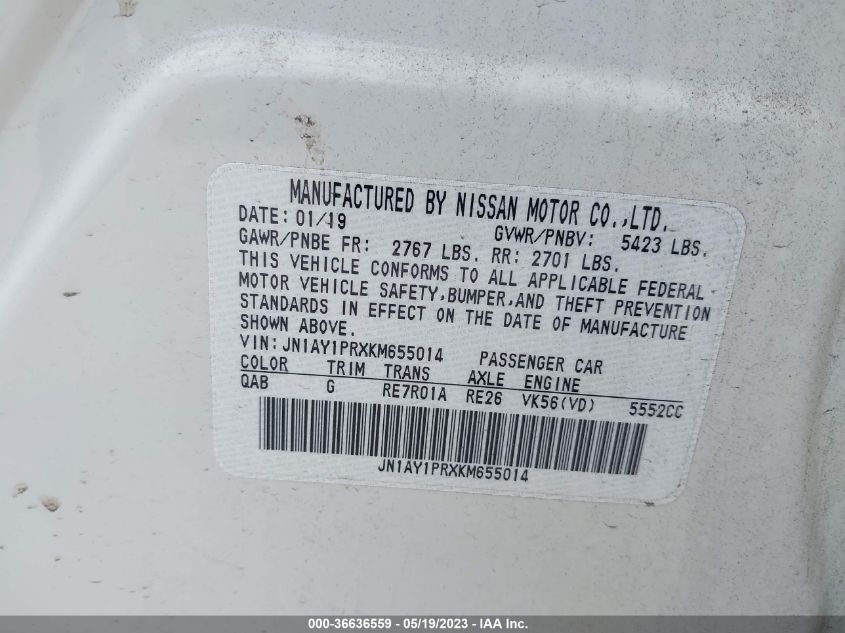 MANUFACTURED BY NISSAN MOTOR CO.,LTD.
DATE: 01/19 GVWR/PNBV: 5423 LBS.
GAWR/PNBE FR: 2767 LBS. RR: 2701 LBS.
THIS VEHICLE CONFORMS TO ALL APPLICABLE FEDERAL
MOTOR VEHICLE SAFETY,BUMPER,AND THEFT PREVENTION
STANDARDS IN EFFECT ON THE DATE OF MANUFACTURE
SHOWN ABOVE.
VIN:JN1AY1PRXKM655014 PASSENGER CAR
COLOR TRIM TRANS AXLE ENGINE
QAB G RE7R01A RE26 VK56(VD) 5552CC
JN1AY1PRXKM655014
000-36636559 - 05/19/2023 - IAA Inc.